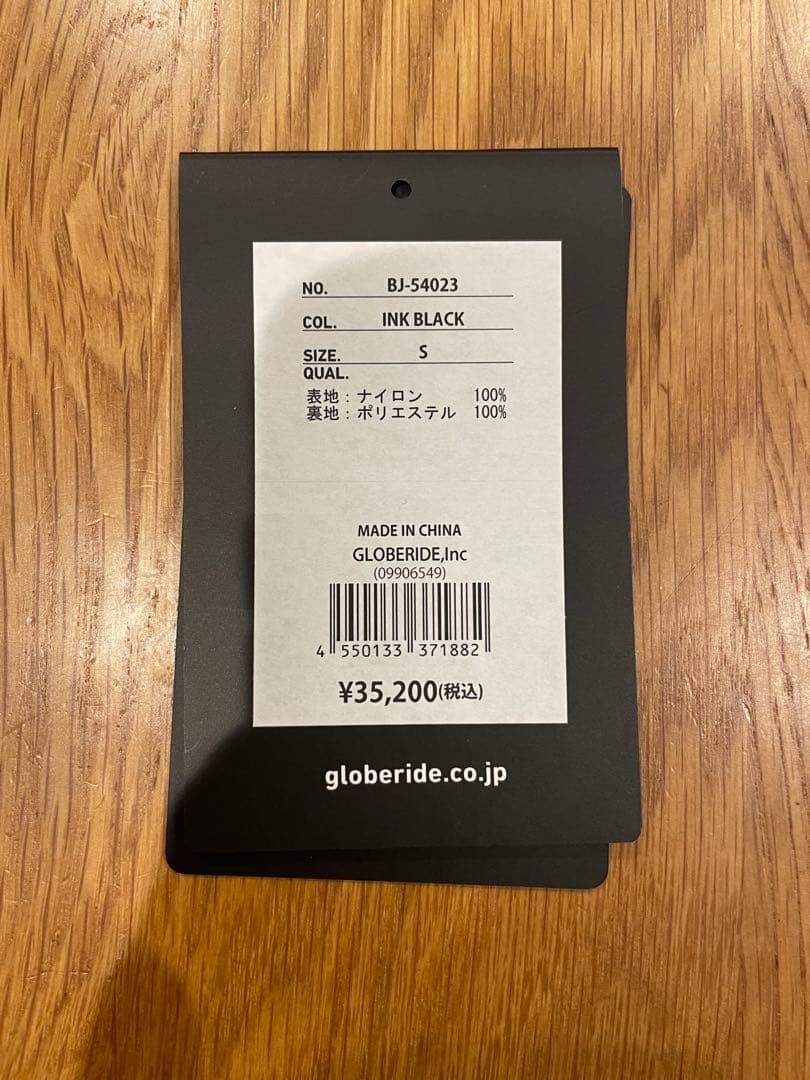 NO. BJ-54023
COL. INK BLACK
SIZE. S
QUAL.
表地：ナイロン 100%
裏地：ポリエステル 100%
MADE IN CHINA
GLOBERIDE,Inc
(09906549)
4 550133 371882
¥35,200(税込)
globeride.co.jp